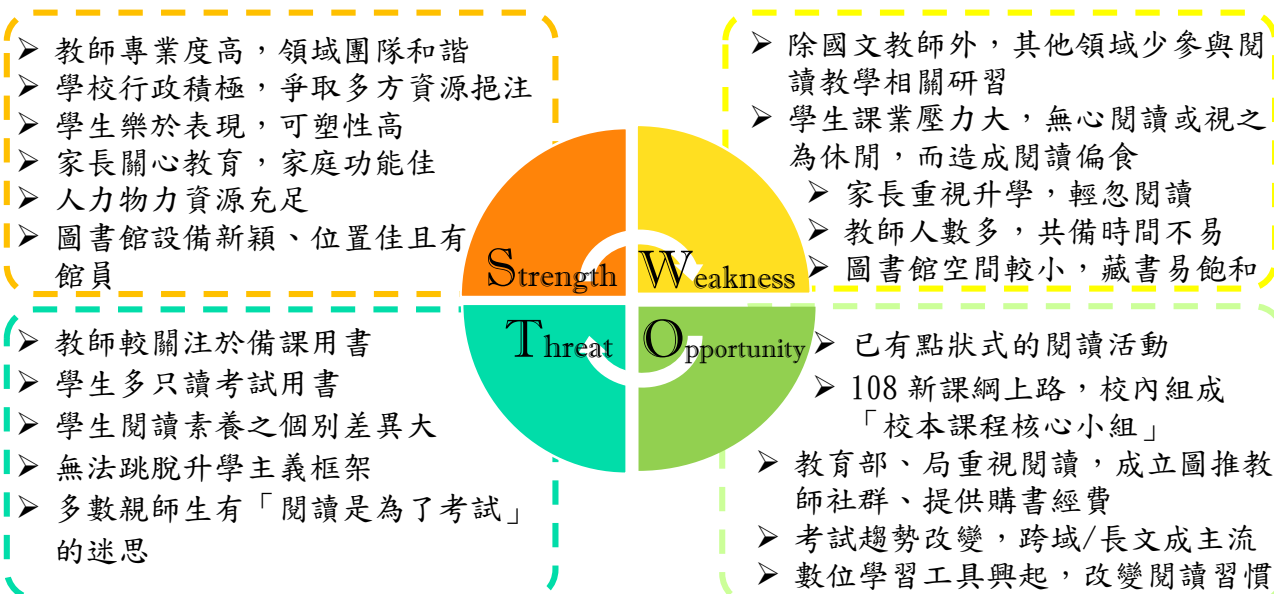 教師專業度高，領域團隊和諧
學校行政積極，爭取多方資源挹注
學生樂於表現，可塑性高
家長關心教育，家庭功能佳
人力物力資源充足
圖書館設備新穎、位置佳且有
館員
除國文教師外，其他領域少參與閱
讀教學相關研習
學生課業壓力大，無心閱讀或視之
為休閒，而造成閱讀偏食
家長重視升學，輕忽閱讀
教師人數多，共備時間不易
圖書館空間較小，藏書易飽和
Strength
Weakness
Threat
Opportunity
教師較關注於備課用書
學生多只讀考試用書
學生閱讀素養之個別差異大
無法跳脫升學主義框架
多數親師生有「閱讀是為了考試」
的迷思
已有點狀式的閱讀活動
108 新課綱上路，校內組成
「校本課程核心小組」
教育部、局重視閱讀，成立圖推教
師社群、提供購書經費
考試趨勢改變，跨域/長文成主流
數位學習工具興起，改變閱讀習慣